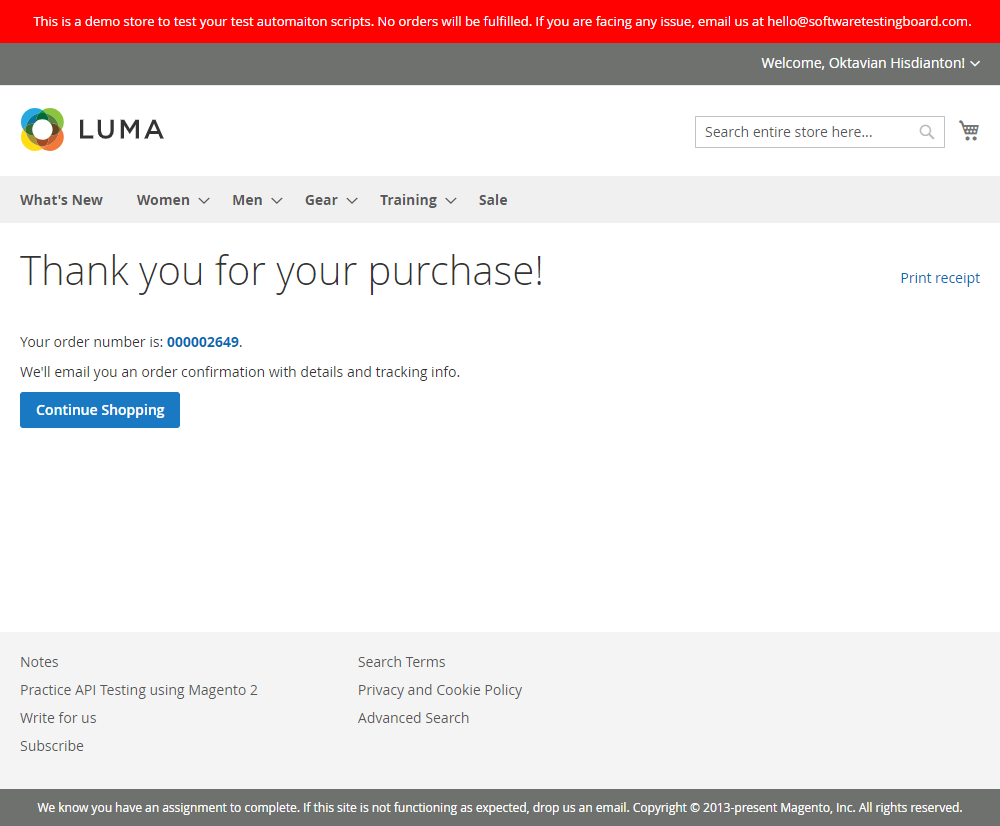 This is a demo store to test your test automaiton scripts. No orders will be fulfilled. If you are facing any issue, email us at hello@softwaretestingboard.com.
Welcome, Oktavian Hisdianton!
LUMA
Search entire store here...
What's New Women Men Gear Training Sale
Thank you for your purchase!
Print receipt
Your order number is: 000002649.
We'll email you an order confirmation with details and tracking info.
Continue Shopping
Notes
Practice API Testing using Magento 2
Write for us
Subscribe
Search Terms
Privacy and Cookie Policy
Advanced Search
We know you have an assignment to complete. If this site is not functioning as expected, drop us an email. Copyright © 2013-present Magento, Inc. All rights reserved.